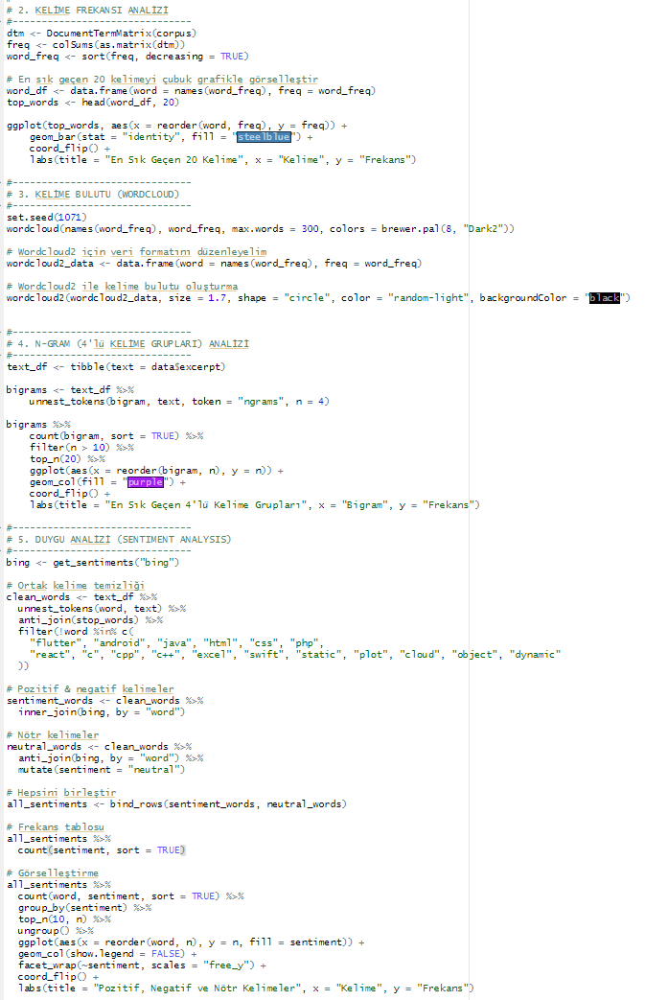 # 2. KELİME FREKANSI ANALİZİ
#-------------------------------
dtm <- DocumentTermMatrix(corpus)
freq <- colSums(as.matrix(dtm))
word_freq <- sort(freq, decreasing = TRUE)
# En sık geçen 20 kelimeyi çubuk grafikle görselleştir
word_df <- data.frame(word = names(word_freq), freq = word_freq)
top_words <- head(word_df, 20)
ggplot(top_words, aes(x = reorder(word, freq), y = freq)) +
    geom_bar(stat = "identity", fill = "steelblue") +
    coord_flip() +
    labs(title = "En Sık Geçen 20 Kelime", x = "Kelime", y = "Frekans")
#-------------------------------
# 3. KELİME BULUTU (WORDCLOUD)
#-------------------------------
set.seed(1071)
wordcloud(names(word_freq), word_freq, max.words = 300, colors = brewer.pal(8, "Dark2"))
# Wordcloud2 için veri formatını düzenleyelim
wordcloud2_data <- data.frame(word = names(word_freq), freq = word_freq)
# Wordcloud2 ile kelime bulutu oluşturma
wordcloud2(wordcloud2_data, size = 1.7, shape = "circle", color = "random-light", backgroundColor = "black")
#-------------------------------
# 4. N-GRAM (4'lü KELİME GRUPLARI) ANALİZİ
#-------------------------------
text_df <- tibble(text = data$excerpt)
bigrams <- text_df %>%
    unnest_tokens(bigram, text, token = "ngrams", n = 4)
bigrams %>%
    count(bigram, sort = TRUE) %>%
    filter(n > 10) %>%
    top_n(20) %>%
    ggplot(aes(x = reorder(bigram, n), y = n)) +
    geom_col(fill = "purple") +
    coord_flip() +
    labs(title = "En Sık Geçen 4'lü Kelime Grupları", x = "Bigram", y = "Frekans")
#-------------------------------
# 5. DUYGU ANALİZİ (SENTIMENT ANALYSIS)
#-------------------------------
bing <- get_sentiments("bing")
# Ortak kelime temizliği
clean_words <- text_df %>%
  unnest_tokens(word, text) %>%
  anti_join(stop_words) %>%
  filter(!word %in% c(
    "flutter", "android", "java", "html", "css", "php",
    "react", "c", "cpp", "c++", "excel", "swift", "static", "plot", "cloud", "object", "dynamic"
  ))
# Pozitif & negatif kelimeler
sentiment_words <- clean_words %>%
  inner_join(bing, by = "word")
# Nötr kelimeler
neutral_words <- clean_words %>%
  anti_join(bing, by = "word") %>%
  mutate(sentiment = "neutral")
# Hepsini birleştir
all_sentiments <- bind_rows(sentiment_words, neutral_words)
# Frekans tablosu
all_sentiments %>%
  count(sentiment, sort = TRUE)
# Görselleştirme
all_sentiments %>%
  count(word, sentiment, sort = TRUE) %>%
  group_by(sentiment) %>%
  top_n(10, n) %>%
  ungroup() %>%
  ggplot(aes(x = reorder(word, n), y = n, fill = sentiment)) +
  geom_col(show.legend = FALSE) +
  facet_wrap(~sentiment, scales = "free_y") +
  coord_flip() +
  labs(title = "Pozitif, Negatif ve Nötr Kelimeler", x = "Kelime", y = "Frekans")